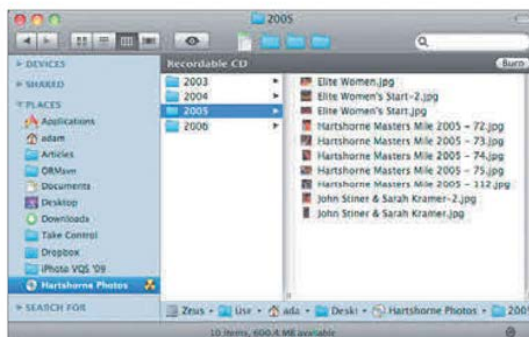 2005
Recordable CD
Burn
DEVICES
SHARED
PLACES
Applications
adam
Articles
Documents
Desktop
Downloads
Take Control
Dropbox
iPhoto VQS '09
Hartshorne Photos
SEARCH FOR
2003
2004
2005
2006
Elite Women.jpg
Elite Women's Start-2.jpg
Elite Women's Start.jpg
Hartshorne Masters Mile 2005 - 72.jpg
Hartshorne Masters Mile 2005 - 73.jpg
Hartshorne Masters Mile 2005 - 74.jpg
Hartshorne Masters Mile 2005 - 75.jpg
Hartshorne Masters Mile 2005 - 112.jpg
John Stiner & Sarah Kramer-2.jpg
John Stiner & Sarah Kramer.jpg
Zeus Use ada Deskt Hartshorne Photos 2005
10 items, 600.4 MB available